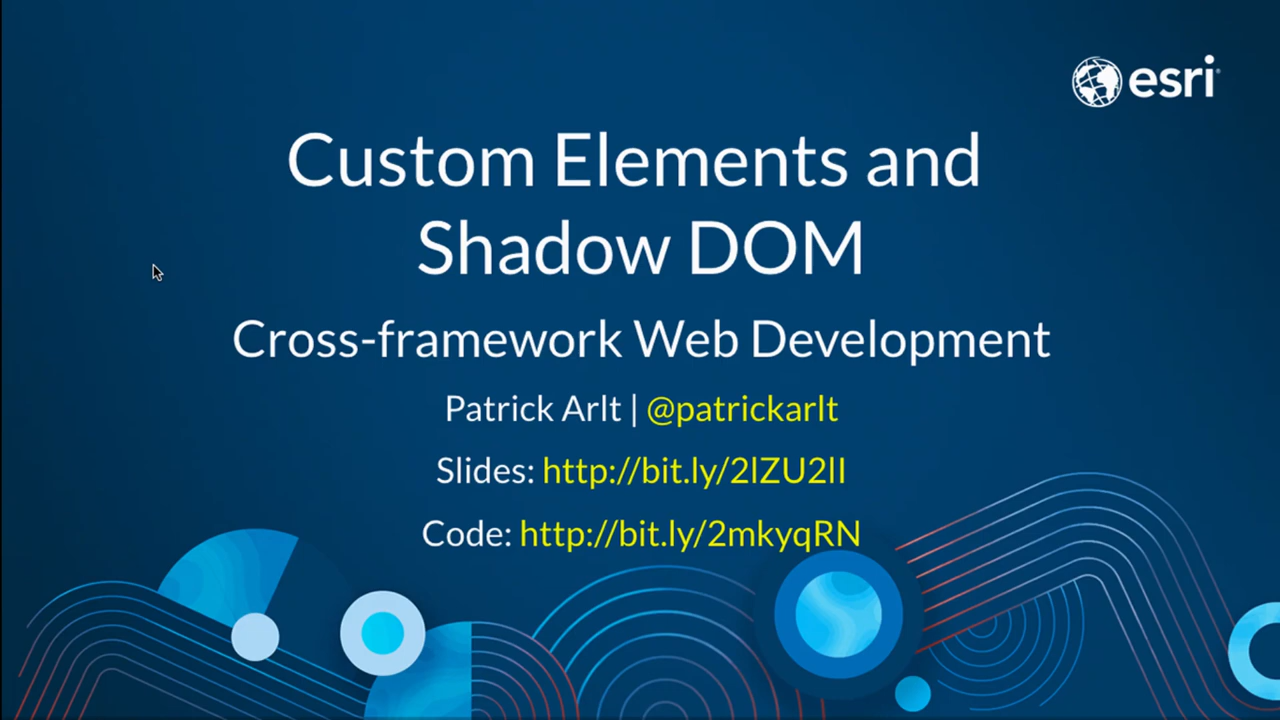 esri
Custom Elements and
Shadow DOM
Cross-framework Web Development
Patrick Arlt | @patrickarlt
Slides: http://bit.ly/2lZU2lI
Code: http://bit.ly/2mkyqRN